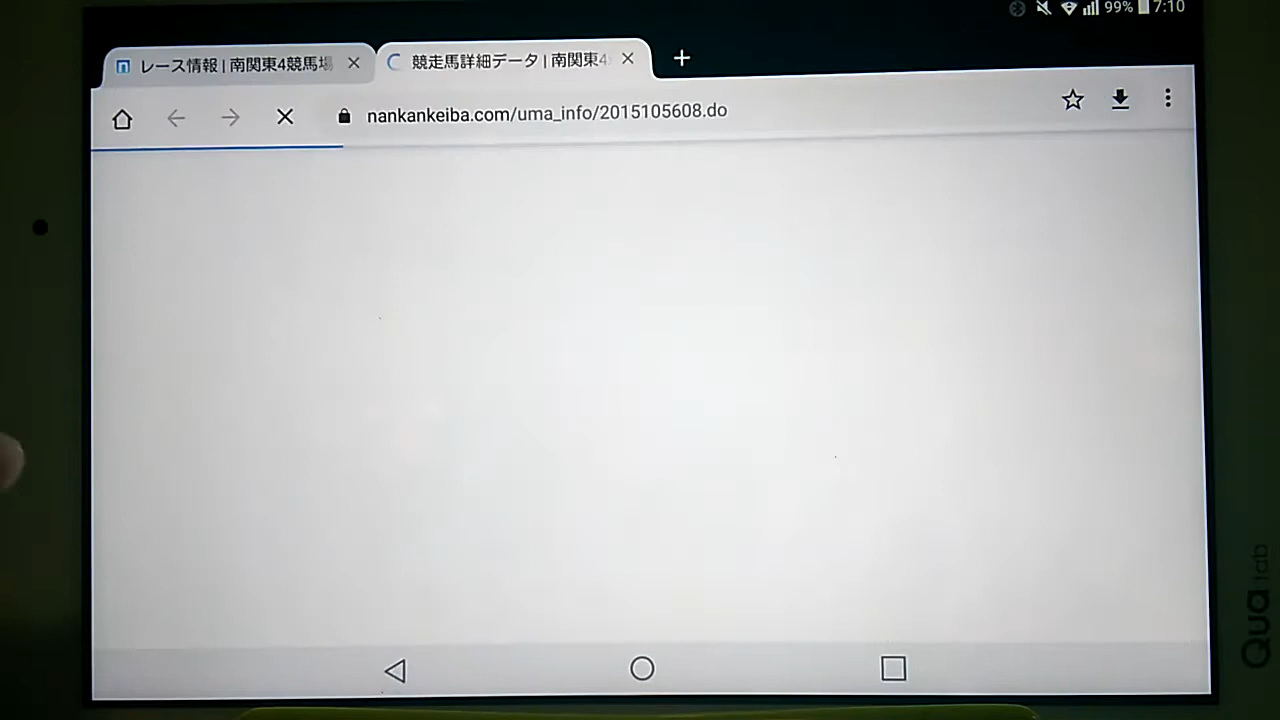 99% 7:10
レース情報 | 南関東4競馬場
競走馬詳細データ | 南関東4
nankankeiba.com/uma_info/2015105608.do
Qua tab